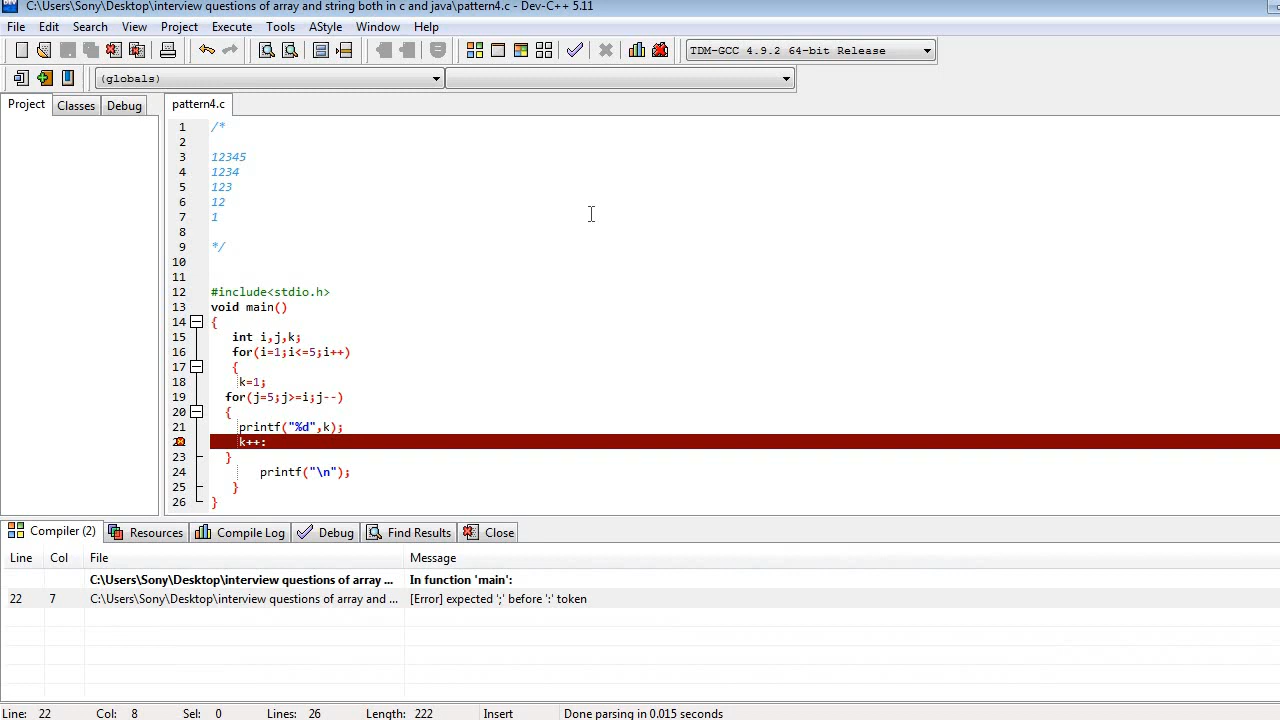 C:\Users\Sony\Desktop\interview questions of array and string both in c and java\pattern4.c - Dev-C++ 5.11
File Edit Search View Project Execute Tools AStyle Window Help
TDM-GCC 4.9.2 64-bit Release
(globals)
Project Classes Debug
pattern4.c
1 /*
2
3 12345
4 1234
5 123
6 12
7 1
8
9 */
10
11
12 #include<stdio.h>
13 void main()
14 {
15 int i,j,k;
16 for(i=1;i<=5;i++)
17 {
18 k=1;
19 for(j=5;j>=i;j--)
20 {
21 printf("%d",k);
k++:
23 }
24 printf("\n");
25 }
26 }
Compiler (2) Resources Compile Log Debug Find Results Close
Line Col File Message
C:\Users\Sony\Desktop\interview questions of array ... In function 'main':
22 7 C:\Users\Sony\Desktop\interview questions of array and ... [Error] expected ';' before ':' token
Line: 22 Col: 8 Sel: 0 Lines: 26 Length: 222 Insert Done parsing in 0.015 seconds